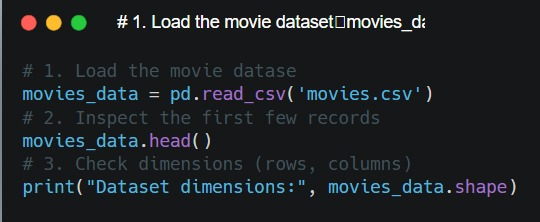 # 1. Load the movie dataset□movies_da
# 1. Load the movie datase
movies_data = pd.read_csv('movies.csv')
# 2. Inspect the first few records
movies_data.head()
# 3. Check dimensions (rows, columns)
print("Dataset dimensions:", movies_data.shape)